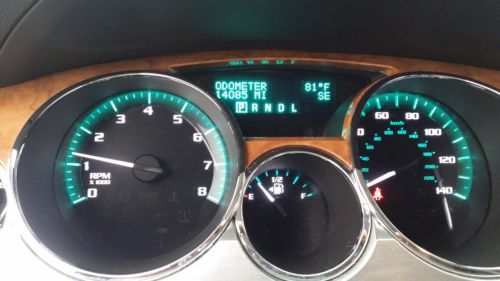 ODOMETER 81°F
14085 MI SE
P R N D L
0 1 2 3 4 5 6 7 8
RPM
X 1000
E 1/2 F
0 60 80 100 120 140
km/h